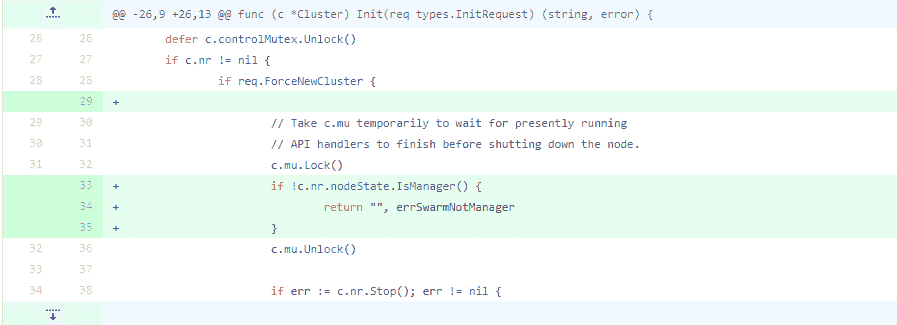 @@ -26,9 +26,13 @@ func (c *Cluster) Init(req types.InitRequest) (string, error) {
26 26 defer c.controlMutex.Unlock()
27 27 if c.nr != nil {
28 28 if req.ForceNewCluster {
29 +
29 30 // Take c.mu temporarily to wait for presently running
30 31 // API handlers to finish before shutting down the node.
31 32 c.mu.Lock()
33 + if !c.nr.nodeState.IsManager() {
34 + return "", errSwarmNotManager
35 + }
32 36 c.mu.Unlock()
33 37
34 38 if err := c.nr.Stop(); err != nil {